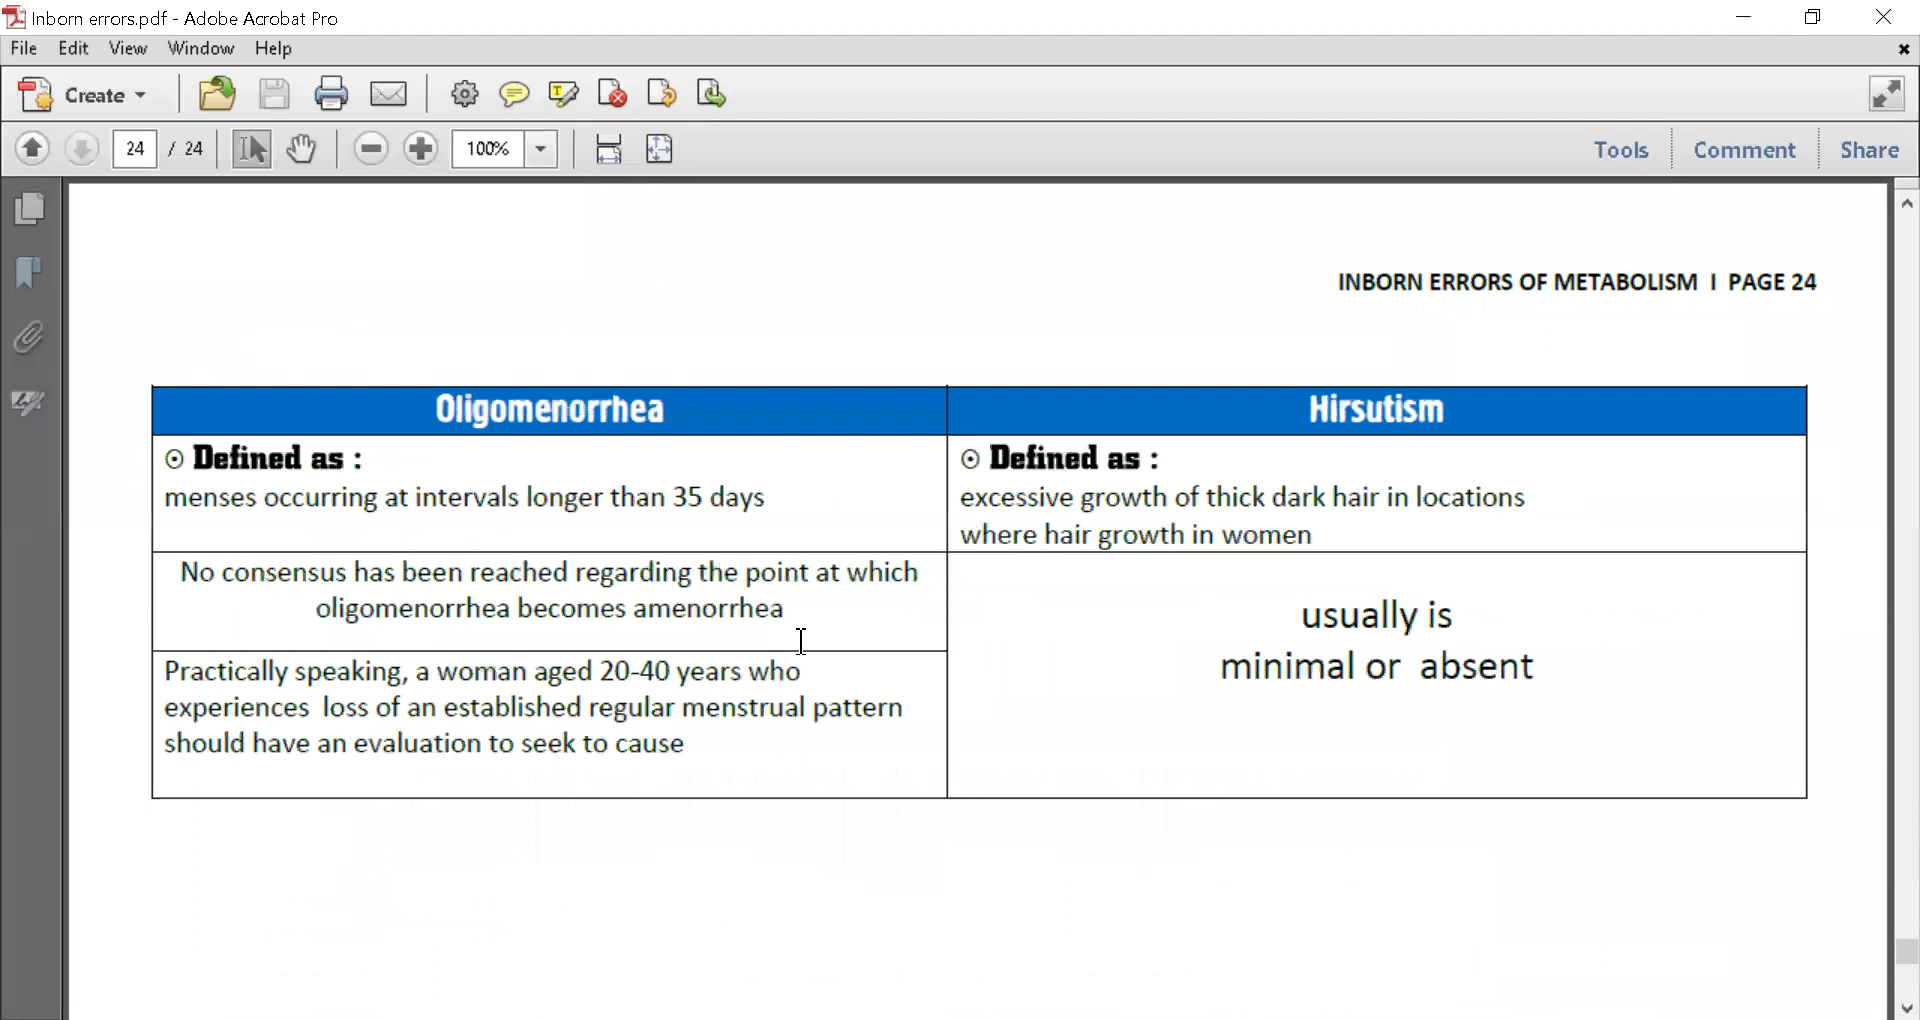 Inborn errors.pdf - Adobe Acrobat Pro
File Edit View Window Help
Create
24 / 24 100% Tools Comment Share
INBORN ERRORS OF METABOLISM I PAGE 24
Oligomenorrhea
Defined as :
menses occurring at intervals longer than 35 days
No consensus has been reached regarding the point at which
oligomenorrhea becomes amenorrhea
Practically speaking, a woman aged 20-40 years who
experiences loss of an established regular menstrual pattern
should have an evaluation to seek to cause
Hirsutism
Defined as :
excessive growth of thick dark hair in locations
where hair growth in women
usually is
minimal or absent